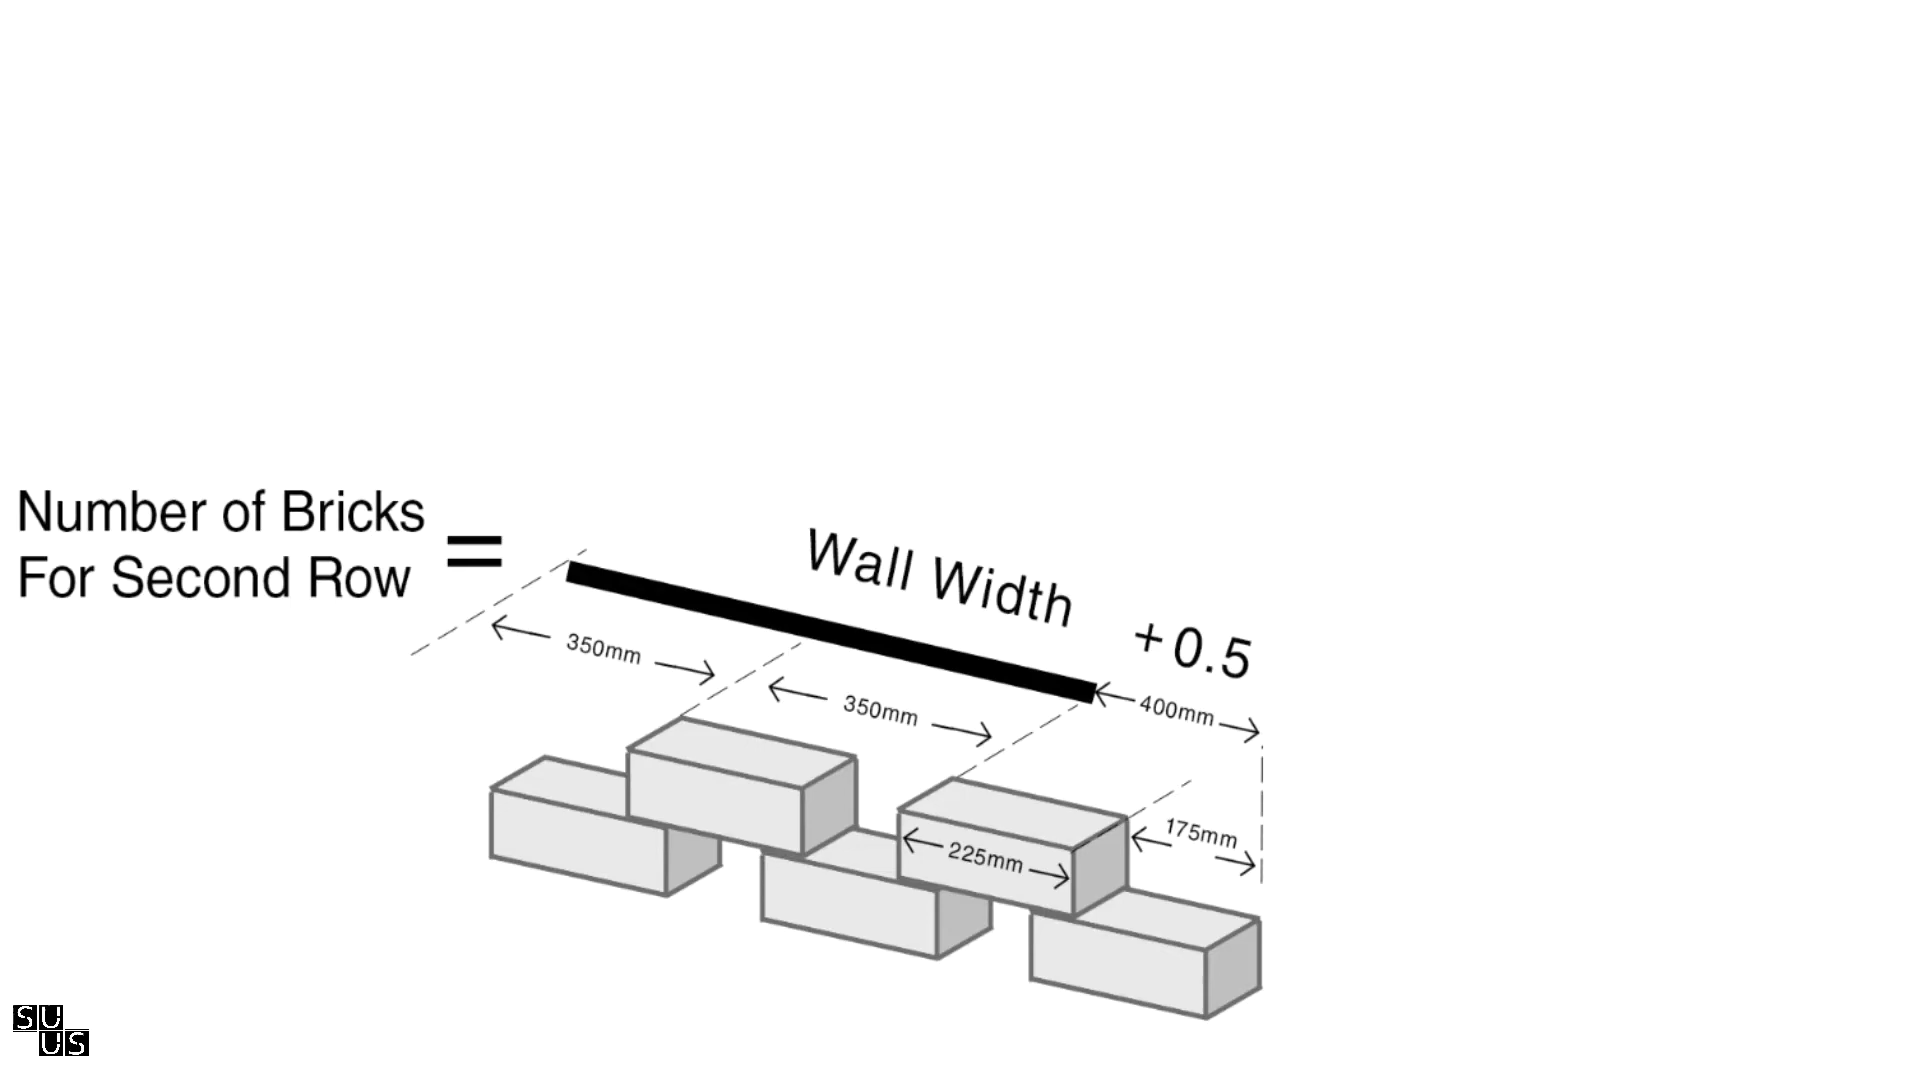 Number of Bricks
For Second Row
=
Wall Width
+0.5
350mm
350mm
400mm
225mm
175mm
SU
US